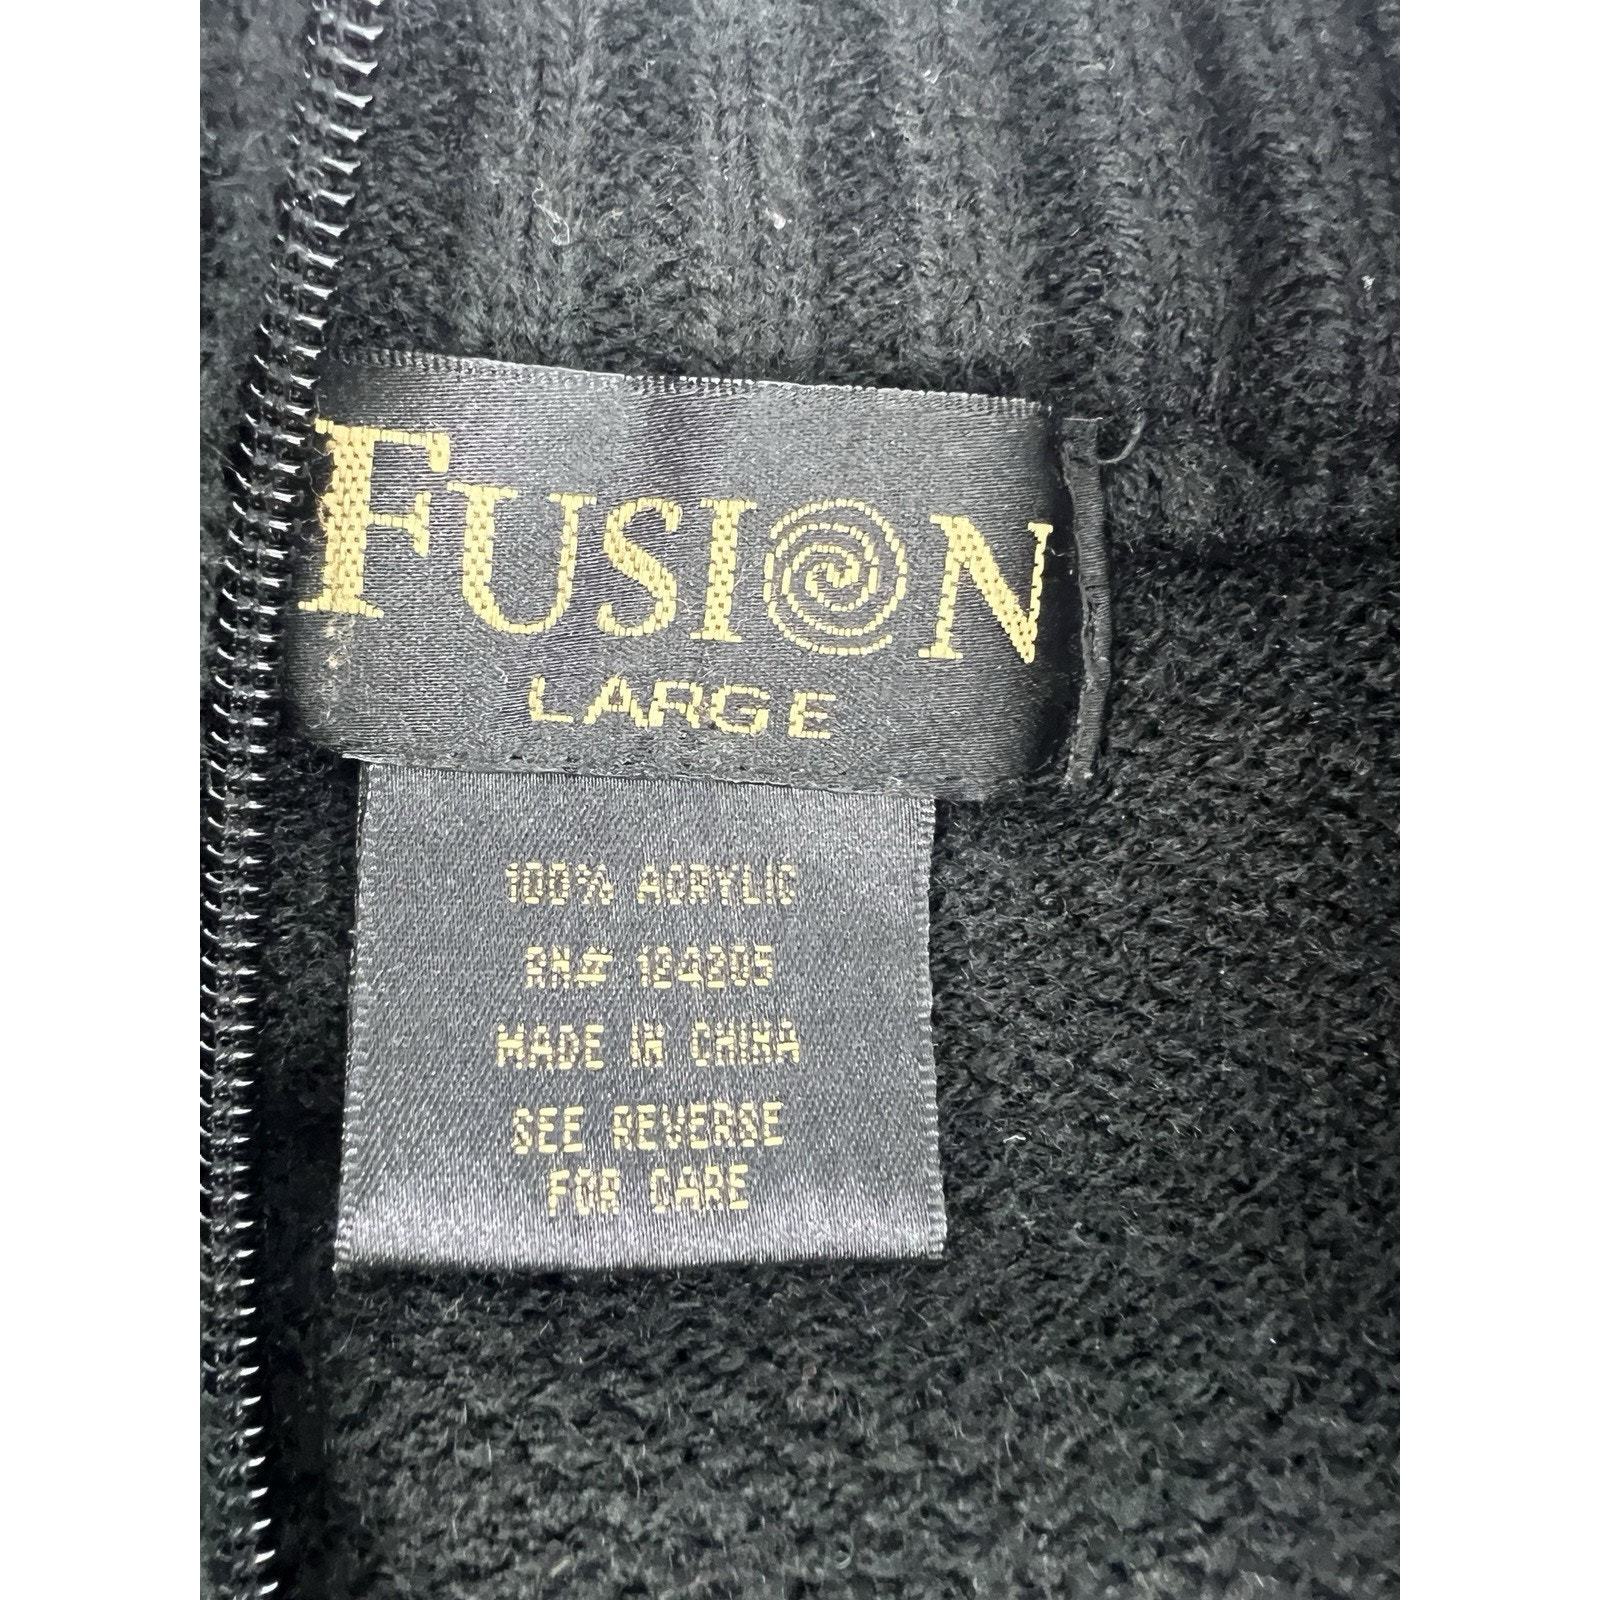 FUSION
LARGE
100% ACRYLIC
RN# 124205
MADE IN CHINA
SEE REVERSE
FOR CARE